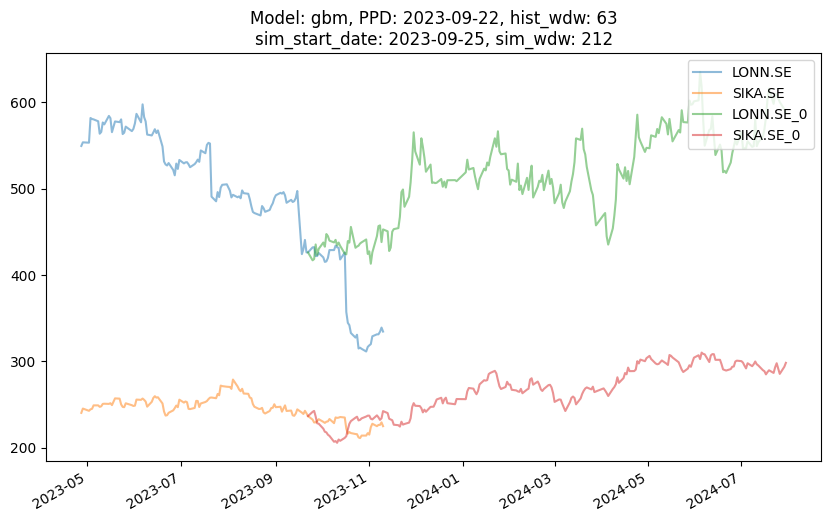 Model: gbm, PPD: 2023-09-22, hist_wdw: 63
sim_start_date: 2023-09-25, sim_wdw: 212
LONN.SE
SIKA.SE
LONN.SE_0
SIKA.SE_0
600
500
400
300
200
2023-05
2023-07
2023-09
2023-11
2024-01
2024-03
2024-05
2024-07